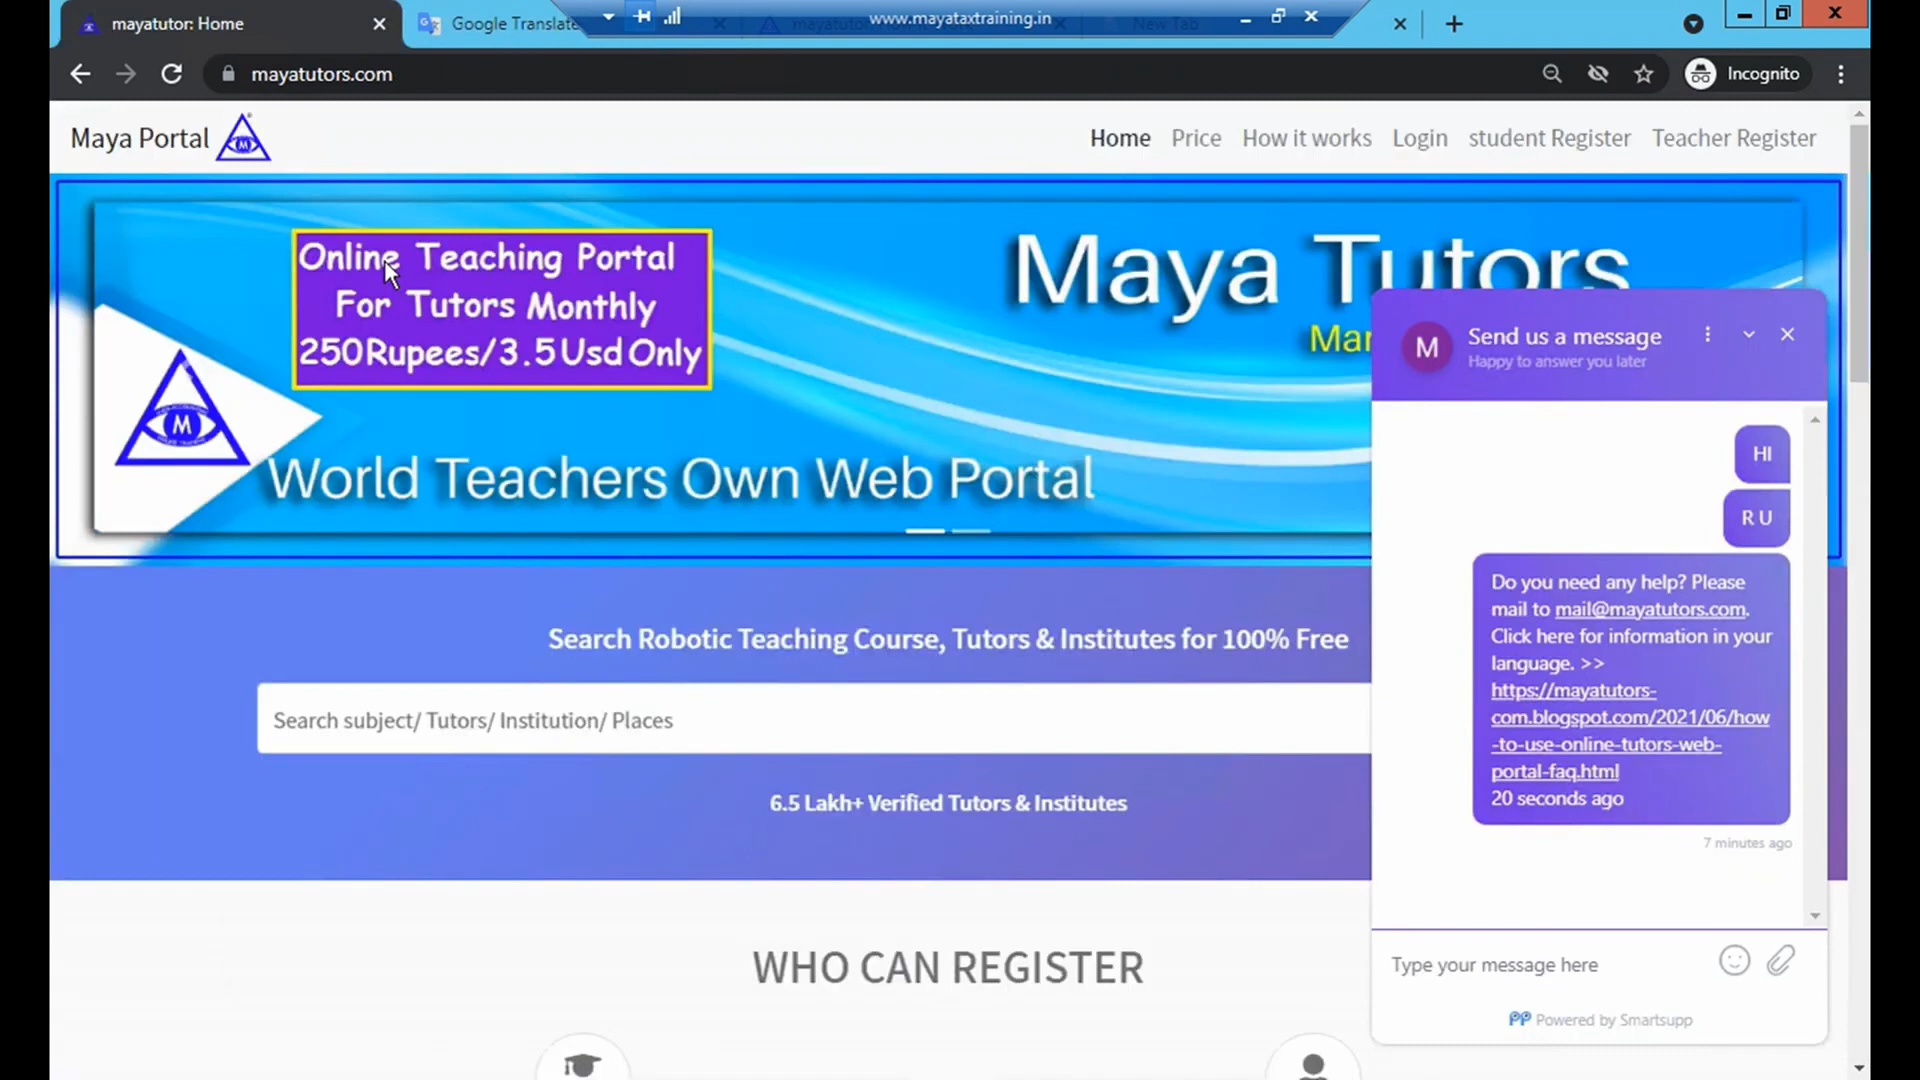 mayatutor: Home
Google Translate
www.mayataxtraining.in
New Tab
mayatutors.com
Incognito
Maya Portal
Home
Price
How it works
Login
student Register
Teacher Register
Online Teaching Portal
For Tutors Monthly
250Rupees/3.5Usd Only
Maya Tutors
M
World Teachers Own Web Portal
Search Robotic Teaching Course, Tutors & Institutes for 100% Free
Search subject/ Tutors/ Institution/ Places
6.5 Lakh+ Verified Tutors & Institutes
WHO CAN REGISTER
M
Send us a message
Happy to answer you later
HI
R U
Do you need any help? Please
mail to mail@mayatutors.com.
Click here for information in your
language. >>
https://mayatutors-
com.blogspot.com/2021/06/how
-to-use-online-tutors-web-
portal-faq.html
20 seconds ago
7 minutes ago
Type your message here
Powered by Smartsupp